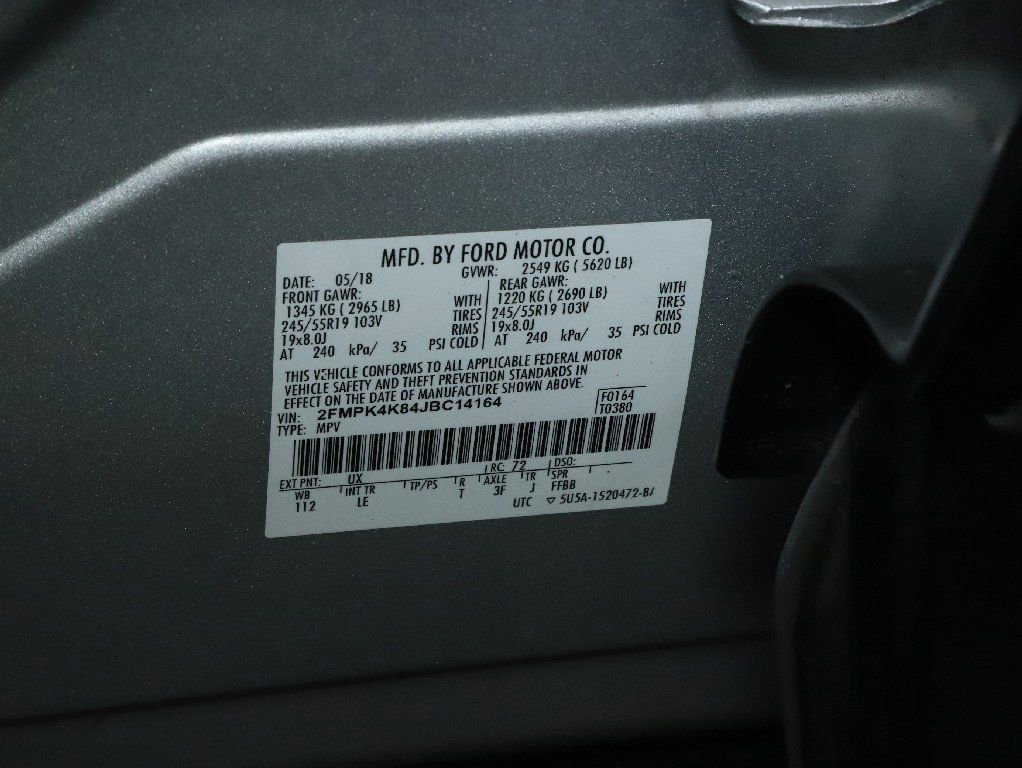 MFD. BY FORD MOTOR CO.
DATE: 05/18 GVWR: 2549 KG ( 5620 LB)
FRONT GAWR: REAR GAWR:
1345 KG ( 2965 LB) WITH 1220 KG ( 2690 LB) WITH
245/55R19 103V TIRES 245/55R19 103V TIRES
19x8.0J RIMS 19x8.0J RIMS
AT 240 kPa/ 35 PSI COLD AT 240 kPa/ 35 PSI COLD
THIS VEHICLE CONFORMS TO ALL APPLICABLE FEDERAL MOTOR
VEHICLE SAFETY AND THEFT PREVENTION STANDARDS IN
EFFECT ON THE DATE OF MANUFACTURE SHOWN ABOVE.
VIN: 2FMPK4K84JBC14164 F0164
TYPE: MPV T0380
EXT PNT: UX RC: 72 DSO:
WB INT TR TP/PS R AXLE TR SPR
112 LE T 3F J FFBB
UTC ▽ 5U5A-1520472-BA